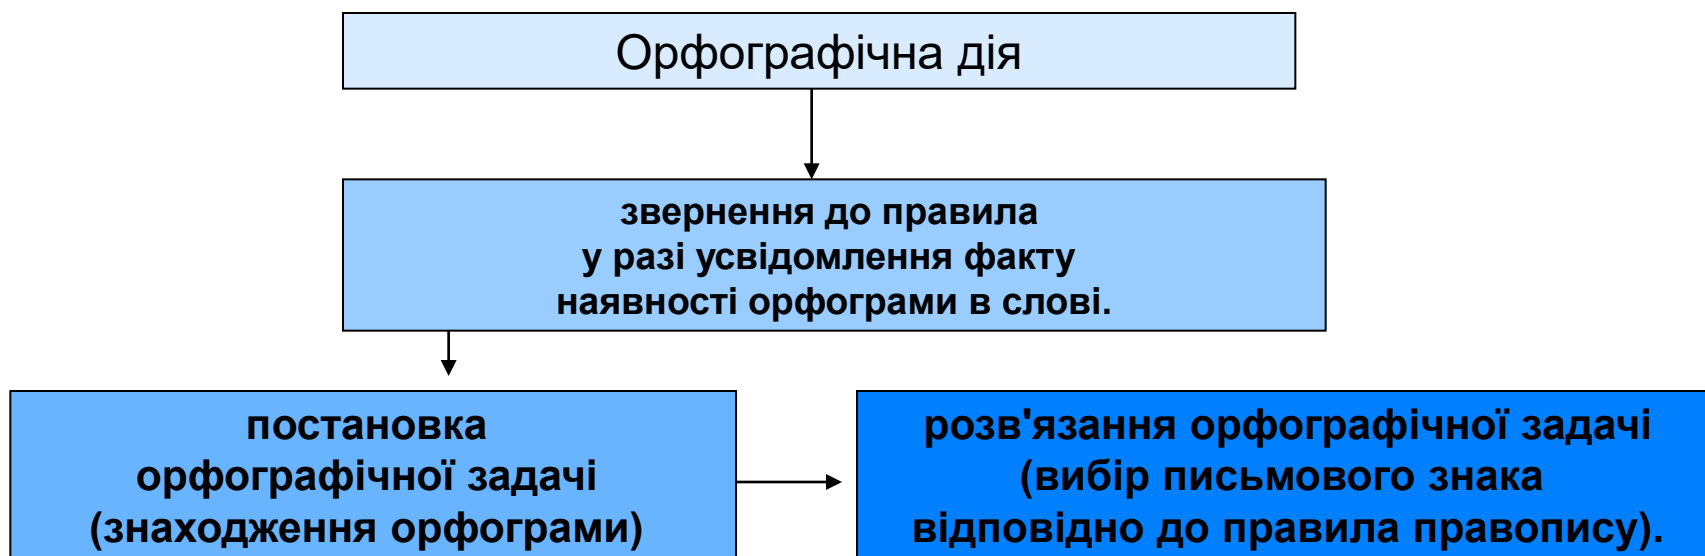 Орфографічна дія
звернення до правила
у разі усвідомлення факту
наявності орфограми в слові.
постановка
орфографічної задачі
(знаходження орфограми)
розв'язання орфографічної задачі
(вибір письмового знака
відповідно до правила правопису).